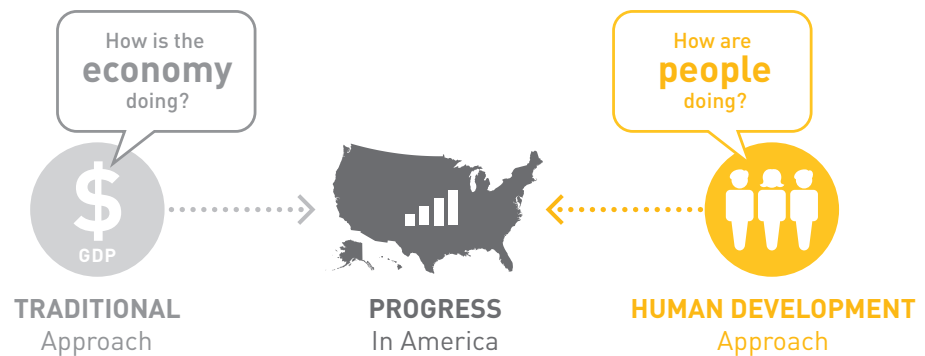 How is the
economy
doing?
$
GDP
TRADITIONAL
Approach
PROGRESS
In America
How are
people
doing?
HUMAN DEVELOPMENT
Approach